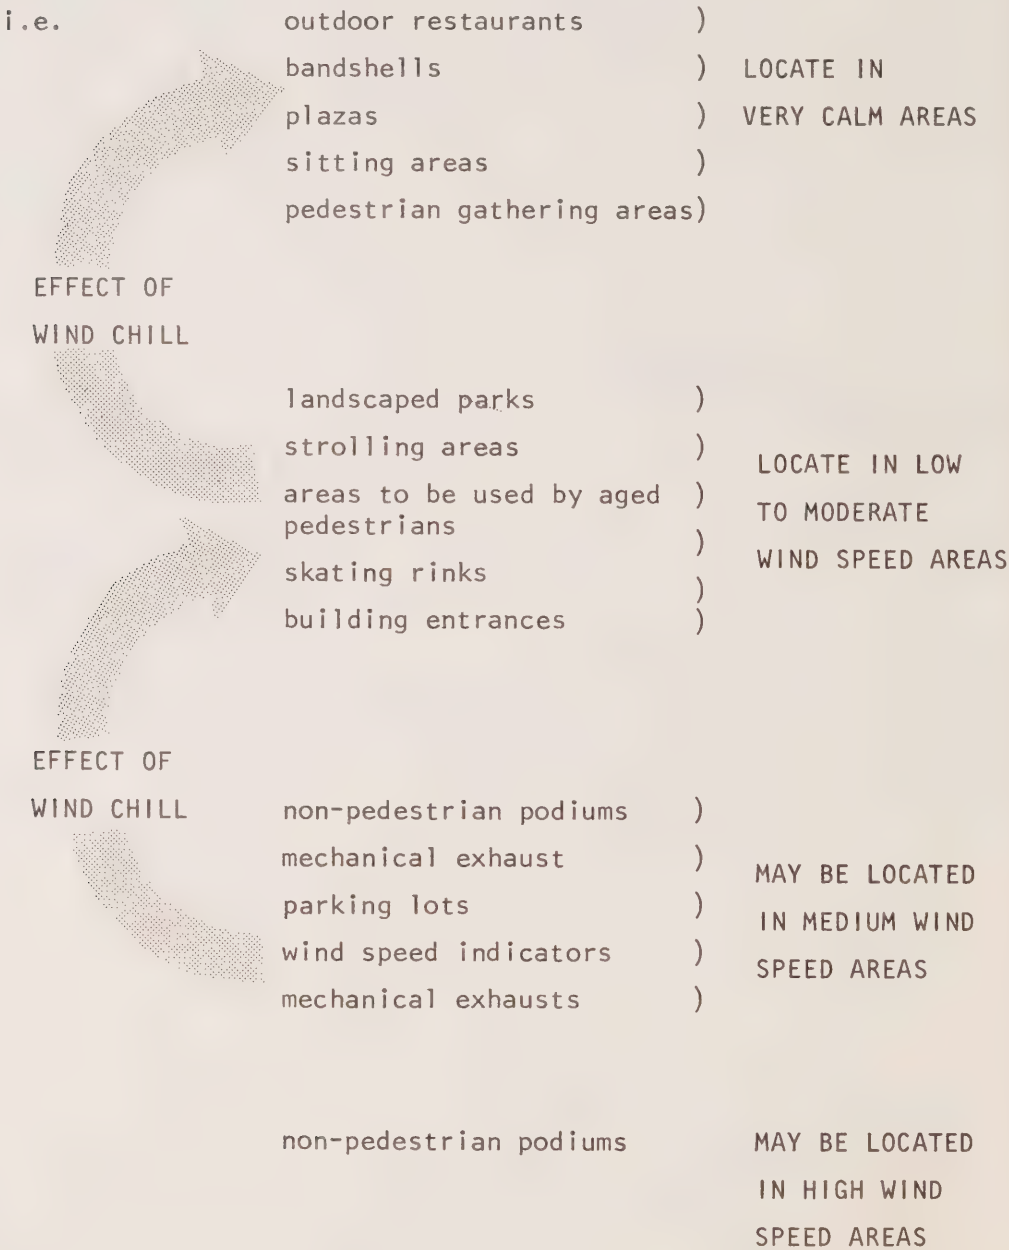 i.e. outdoor restaurants )
bandshells ) LOCATE IN
plazas ) VERY CALM AREAS
sitting areas )
pedestrian gathering areas)
EFFECT OF
WIND CHILL
landscaped parks )
strolling areas )
LOCATE IN LOW
areas to be used by aged )
TO MODERATE
pedestrians
)
WIND SPEED AREAS
skating rinks
)
building entrances )
EFFECT OF
WIND CHILL non-pedestrian podiums )
mechanical exhaust )
MAY BE LOCATED
parking lots )
IN MEDIUM WIND
wind speed indicators )
SPEED AREAS
mechanical exhausts )
non-pedestrian podiums MAY BE LOCATED
IN HIGH WIND
SPEED AREAS